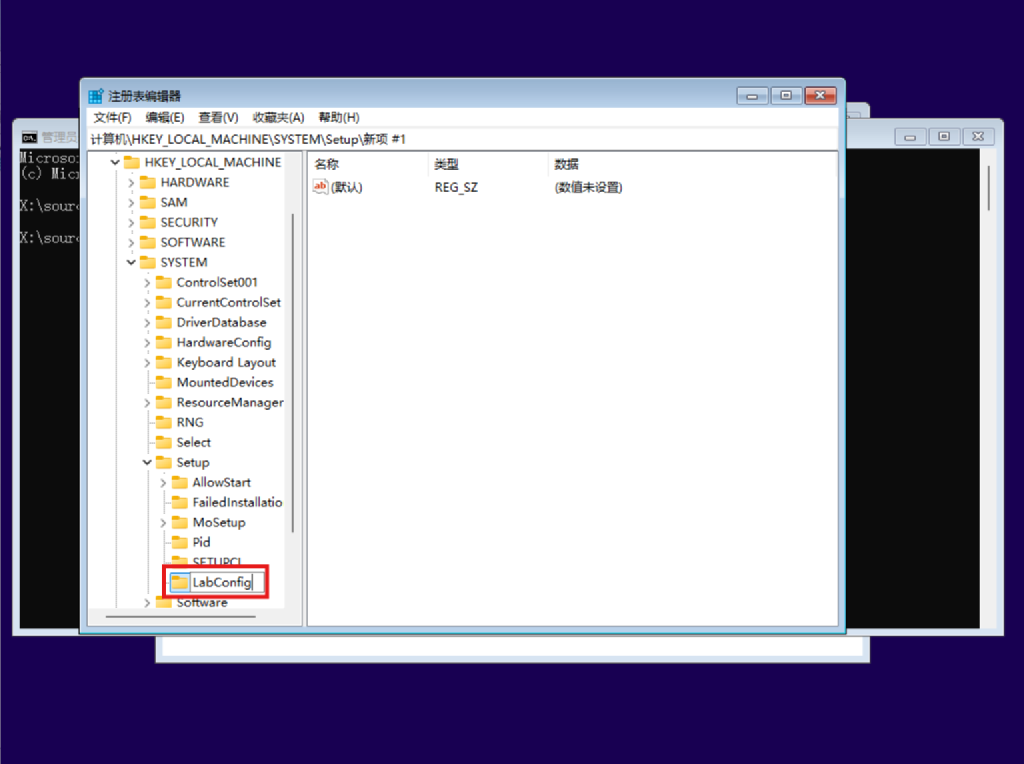 注册表编辑器
文件(F) 编辑(E) 查看(V) 收藏夹(A) 帮助(H)
计算机\HKEY_LOCAL_MACHINE\SYSTEM\Setup\新项 #1
管理员
Microso
(c) Mic
X:\sour
X:\sour
名称 类型 数据
ab (默认) REG_SZ (数值未设置)
HKEY_LOCAL_MACHINE
HARDWARE
SAM
SECURITY
SOFTWARE
SYSTEM
ControlSet001
CurrentControlSet
DriverDatabase
HardwareConfig
Keyboard Layout
MountedDevices
ResourceManager
RNG
Select
Setup
AllowStart
FailedInstallatio
MoSetup
Pid
SETUPCL
LabConfig
Software